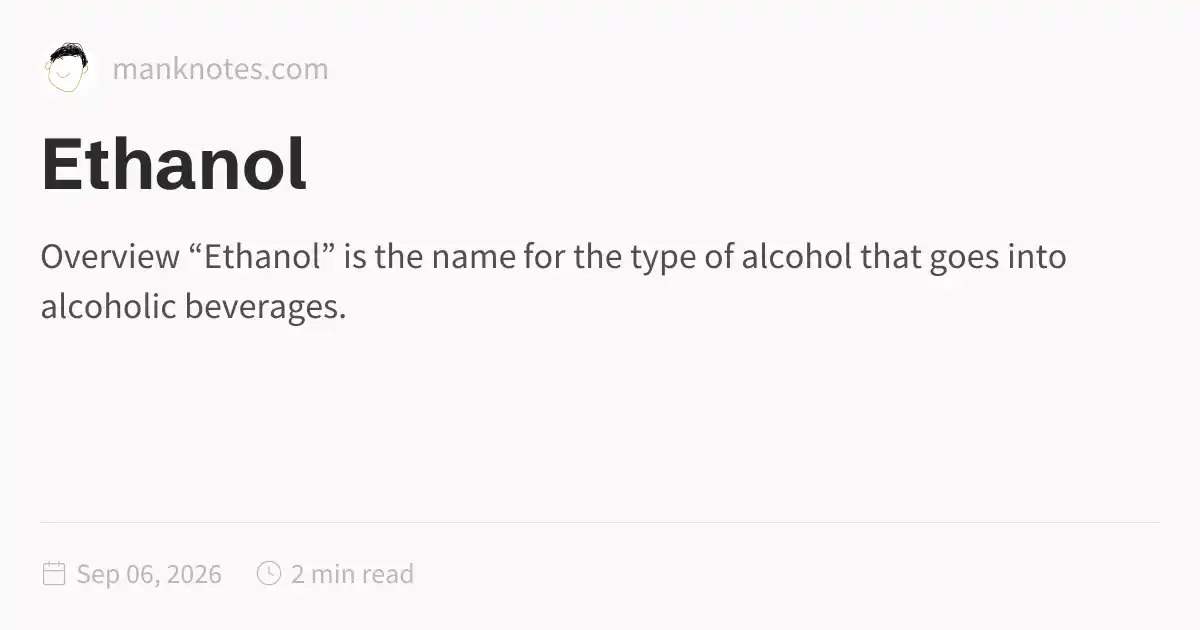 manknotes.com
Ethanol
Overview “Ethanol” is the name for the type of alcohol that goes into
alcoholic beverages.
Sep 06, 2026 2 min read